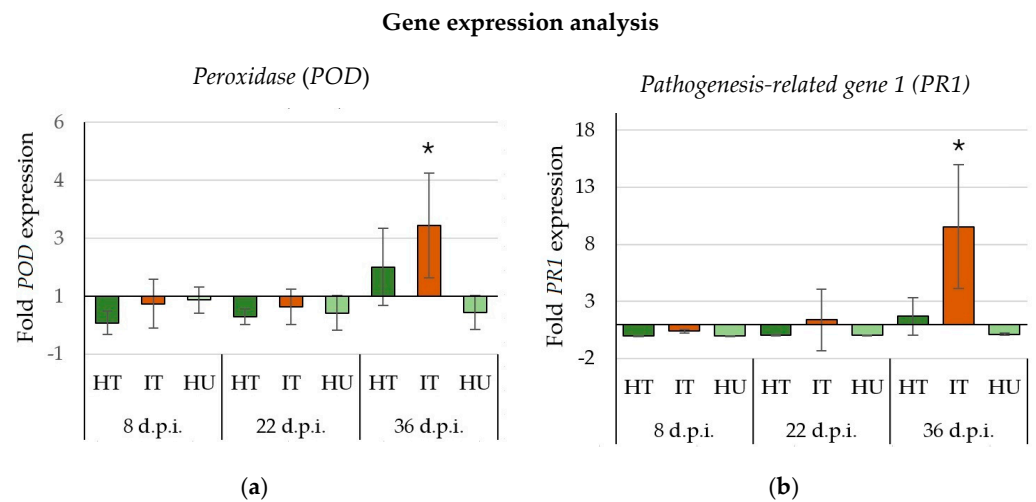 Gene expression analysis
Peroxidase (POD)
Fold POD expression
6
4
3
1
-1
*
HT IT HU HT IT HU HT IT HU
8 d.p.i. 22 d.p.i. 36 d.p.i.
(a)
Pathogenesis-related gene 1 (PR1)
Fold PR1 expression
18
13
8
3
-2
*
HT IT HU HT IT HU HT IT HU
8 d.p.i. 22 d.p.i. 36 d.p.i.
(b)